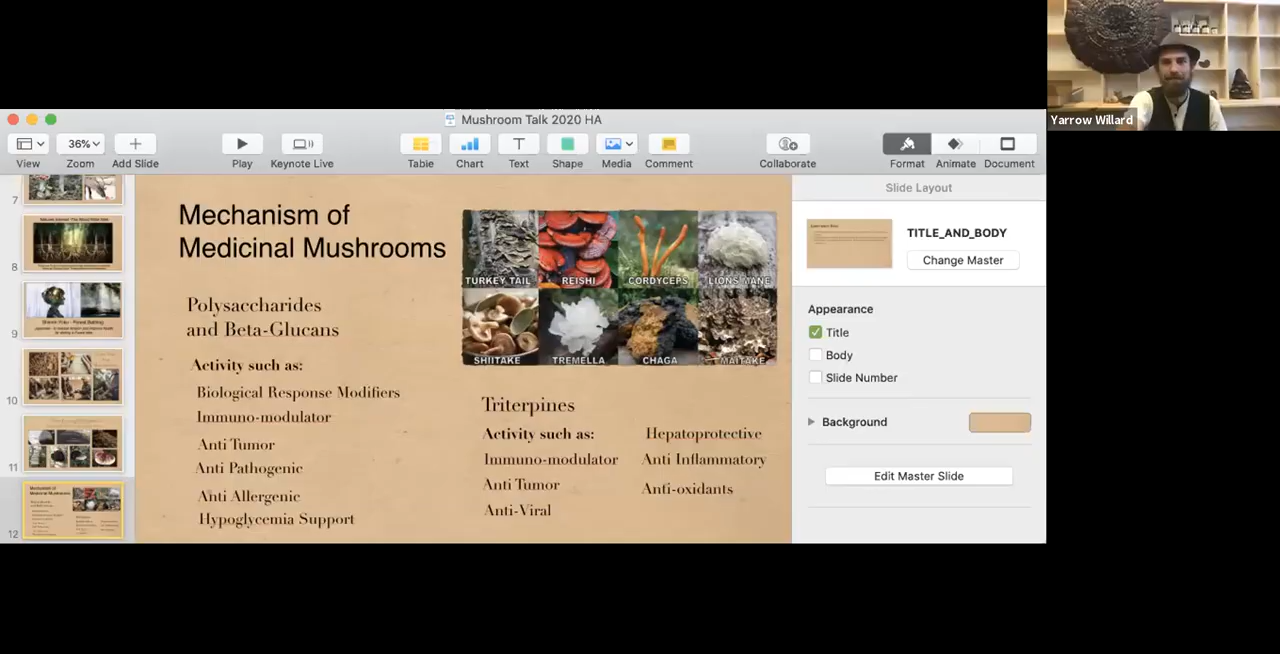 Yarrow Willard
Mushroom Talk 2020 HA
36%
View
Zoom
Add Slide
Play
Keynote Live
Table
Chart
Text
Shape
Media
Comment
Collaborate
Format
Animate
Document
7
8
9
10
11
12
Mechanism of
Medicinal Mushrooms
Polysaccharides
and Beta-Glucans
Activity such as:
Biological Response Modifiers
Immuno-modulator
Anti Tumor
Anti Pathogenic
Anti Allergenic
Hypoglycemia Support
TURKEY TAIL
REISHI
CORDYCEPS
LIONS MANE
SHIITAKE
TREMELLA
CHAGA
MAITAKE
Triterpines
Activity such as:
Immuno-modulator
Anti Tumor
Anti-Viral
Hepatoprotective
Anti Inflammatory
Anti-oxidants
Slide Layout
TITLE_AND_BODY
Change Master
Appearance
Title
Body
Slide Number
Background
Edit Master Slide